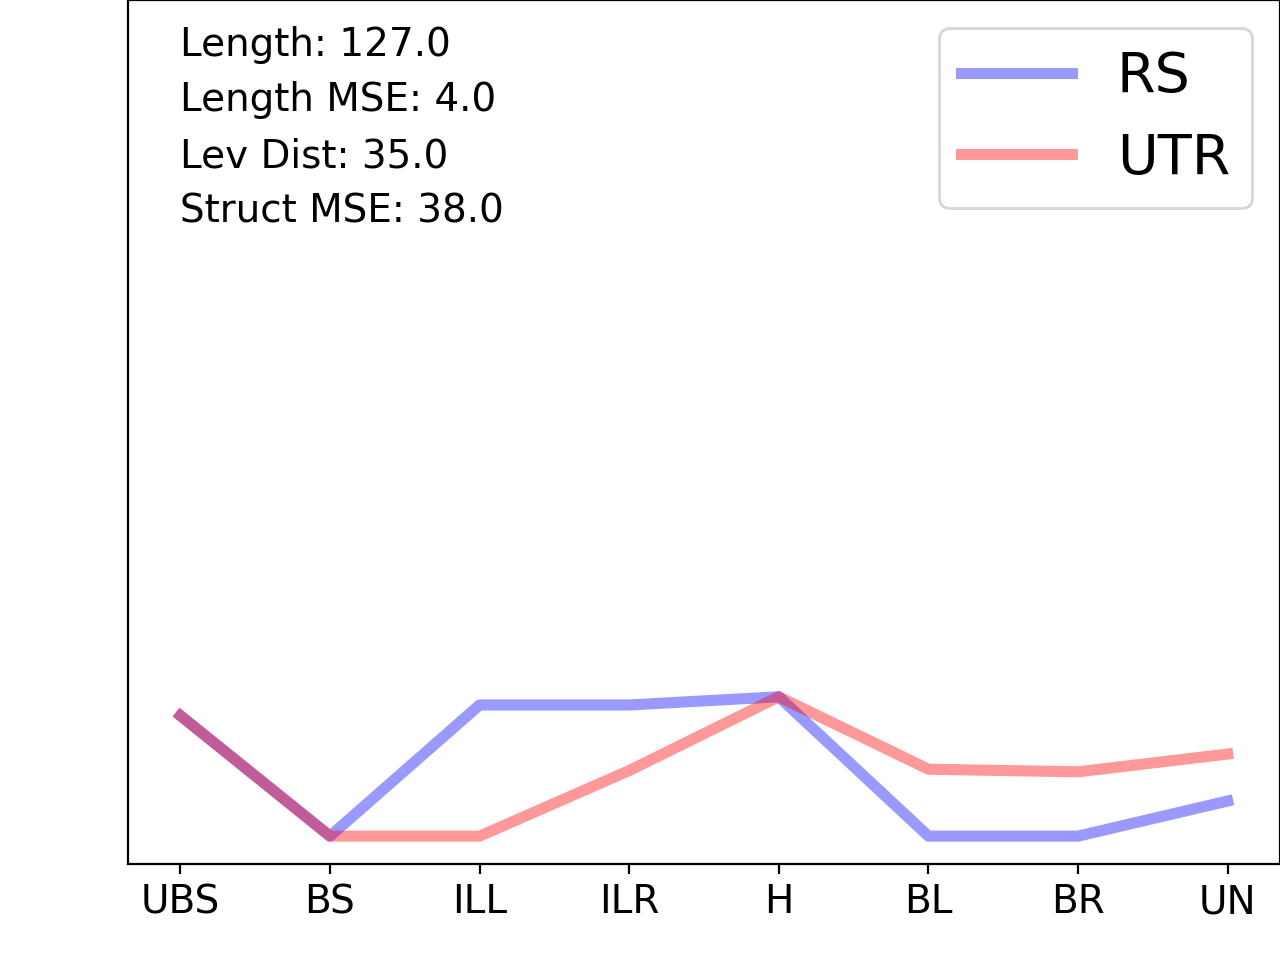 Length: 127.0
Length MSE: 4.0
Lev Dist: 35.0
Struct MSE: 38.0
RS
UTR
UBS BS ILL ILR H BL BR UN